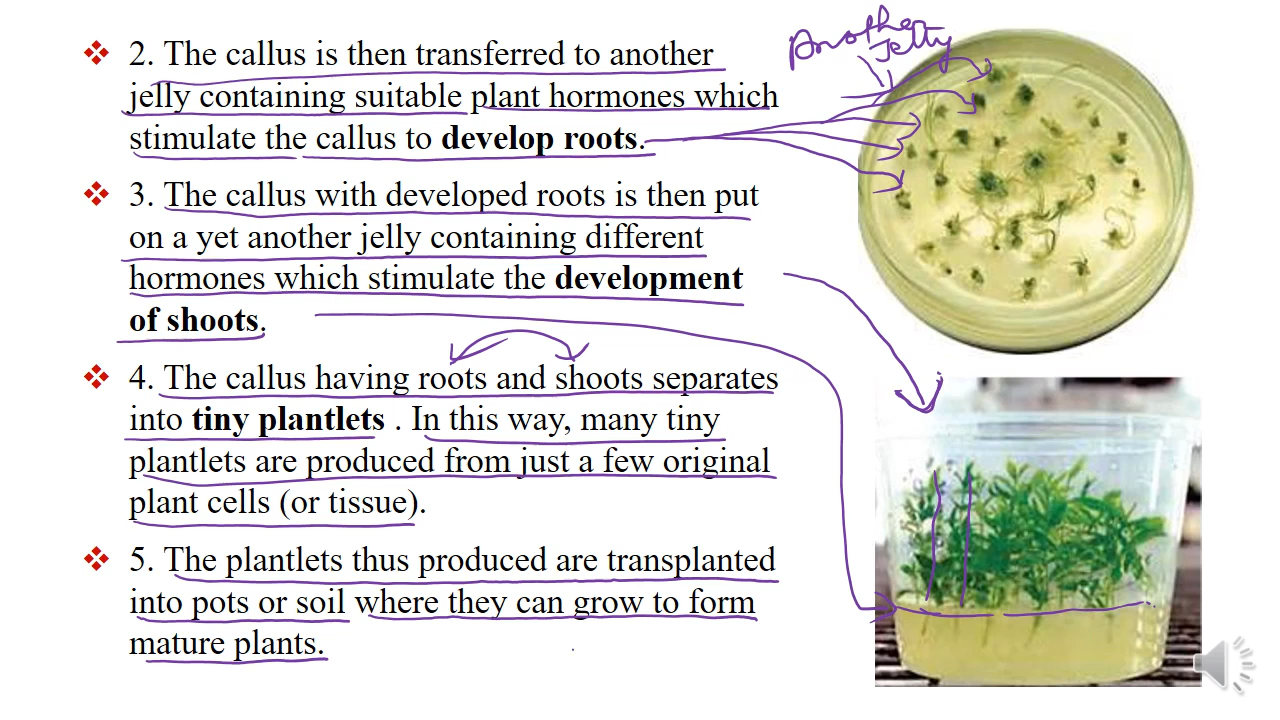 2. The callus is then transferred to another
jelly containing suitable plant hormones which
stimulate the callus to develop roots.
3. The callus with developed roots is then put
on a yet another jelly containing different
hormones which stimulate the development
of shoots.
4. The callus having roots and shoots separates
into tiny plantlets . In this way, many tiny
plantlets are produced from just a few original
plant cells (or tissue).
5. The plantlets thus produced are transplanted
into pots or soil where they can grow to form
mature plants.
Another
Jelly